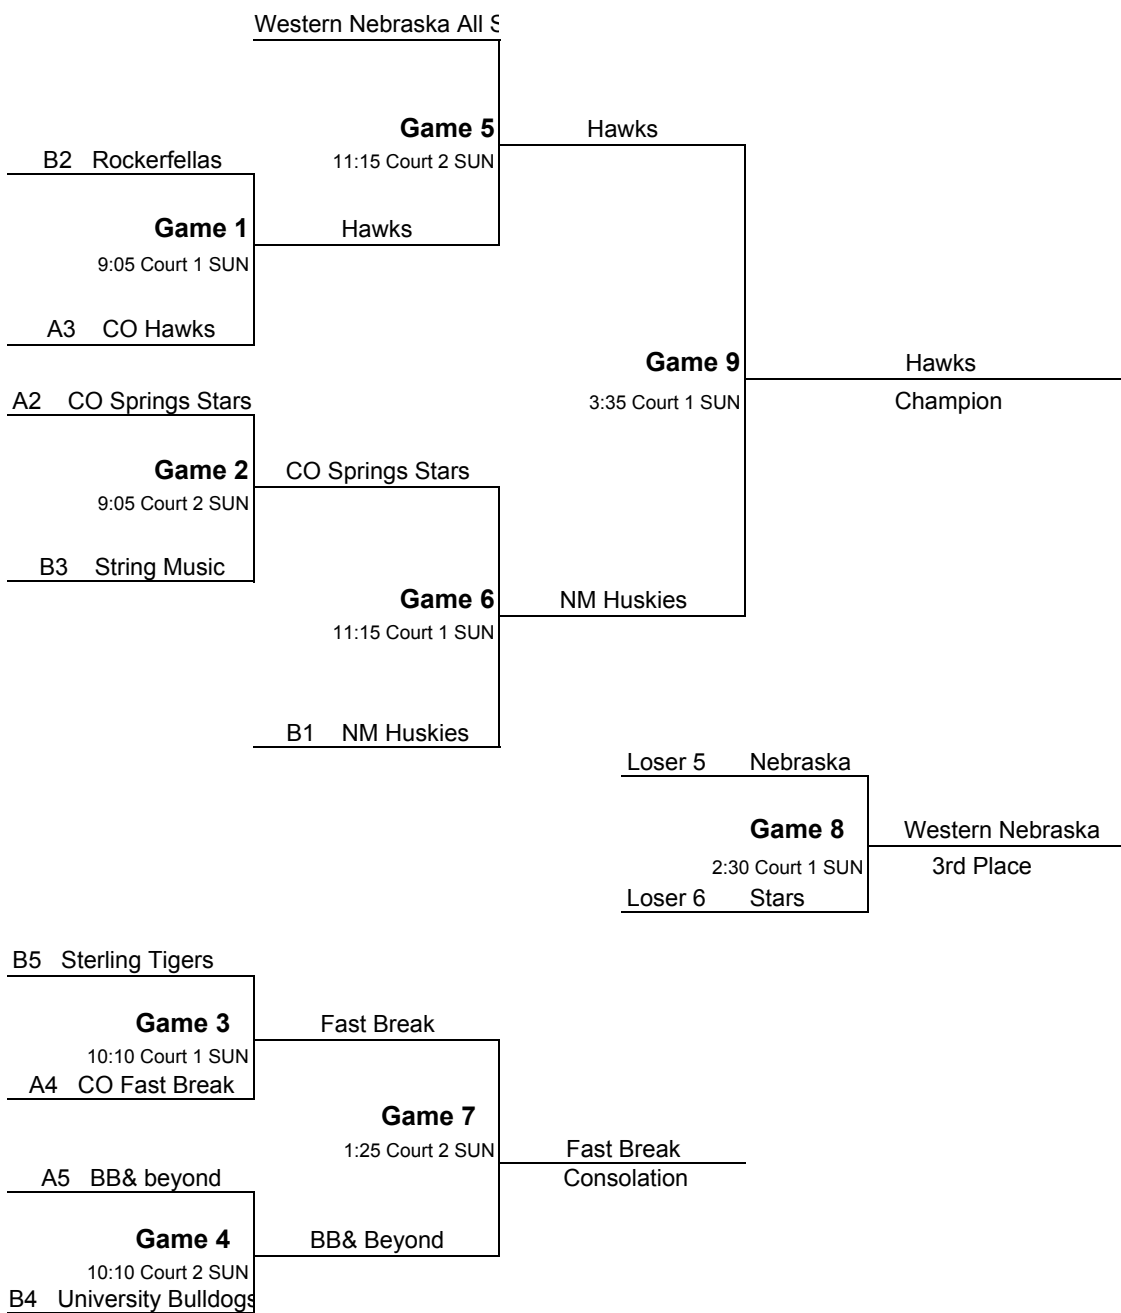 Western Nebraska All S
Game 5 Hawks
B2 Rockerfellas 11:15 Court 2 SUN
Game 1 Hawks
9:05 Court 1 SUN
A3 CO Hawks
Game 9 Hawks
A2 CO Springs Stars 3:35 Court 1 SUN Champion
Game 2 CO Springs Stars
9:05 Court 2 SUN
B3 String Music
Game 6 NM Huskies
11:15 Court 1 SUN
B1 NM Huskies
Loser 5 Nebraska
Game 8 Western Nebraska
2:30 Court 1 SUN 3rd Place
Loser 6 Stars
B5 Sterling Tigers
Game 3 Fast Break
10:10 Court 1 SUN
A4 CO Fast Break
Game 7
1:25 Court 2 SUN Fast Break
A5 BB& beyond Consolation
Game 4 BB& Beyond
10:10 Court 2 SUN
B4 University Bulldogs